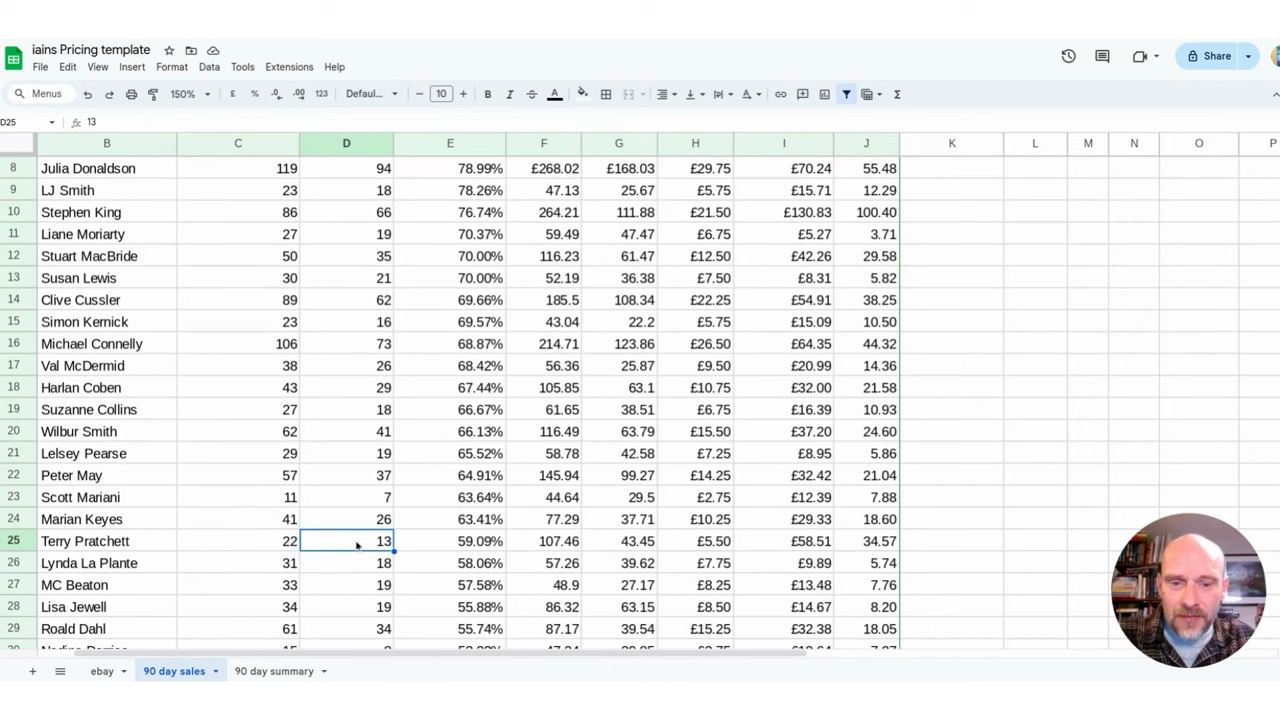 iains Pricing template
File Edit View Insert Format Data Tools Extensions Help
Share
Menus 150% £ % .0 .00 123 Defaul... 10 B I A Σ
D25 fx 13
B C D E F G H I J K L M N O P
8 Julia Donaldson 119 94 78.99% £268.02 £168.03 £29.75 £70.24 55.48
9 LJ Smith 23 18 78.26% 47.13 25.67 £5.75 £15.71 12.29
10 Stephen King 86 66 76.74% 264.21 111.88 £21.50 £130.83 100.40
11 Liane Moriarty 27 19 70.37% 59.49 47.47 £6.75 £5.27 3.71
12 Stuart MacBride 50 35 70.00% 116.23 61.47 £12.50 £42.26 29.58
13 Susan Lewis 30 21 70.00% 52.19 36.38 £7.50 £8.31 5.82
14 Clive Cussler 89 62 69.66% 185.5 108.34 £22.25 £54.91 38.25
15 Simon Kernick 23 16 69.57% 43.04 22.2 £5.75 £15.09 10.50
16 Michael Connelly 106 73 68.87% 214.71 123.86 £26.50 £64.35 44.32
17 Val McDermid 38 26 68.42% 56.36 25.87 £9.50 £20.99 14.36
18 Harlan Coben 43 29 67.44% 105.85 63.1 £10.75 £32.00 21.58
19 Suzanne Collins 27 18 66.67% 61.65 38.51 £6.75 £16.39 10.93
20 Wilbur Smith 62 41 66.13% 116.49 63.79 £15.50 £37.20 24.60
21 Lelsey Pearse 29 19 65.52% 58.78 42.58 £7.25 £8.95 5.86
22 Peter May 57 37 64.91% 145.94 99.27 £14.25 £32.42 21.04
23 Scott Mariani 11 7 63.64% 44.64 29.5 £2.75 £12.39 7.88
24 Marian Keyes 41 26 63.41% 77.29 37.71 £10.25 £29.33 18.60
25 Terry Pratchett 22 13 59.09% 107.46 43.45 £5.50 £58.51 34.57
26 Lynda La Plante 31 18 58.06% 57.26 39.62 £7.75 £9.89 5.74
27 MC Beaton 33 19 57.58% 48.9 27.17 £8.25 £13.48 7.76
28 Lisa Jewell 34 19 55.88% 86.32 63.15 £8.50 £14.67 8.20
29 Roald Dahl 61 34 55.74% 87.17 39.54 £15.25 £32.38 18.05
ebay 90 day sales 90 day summary